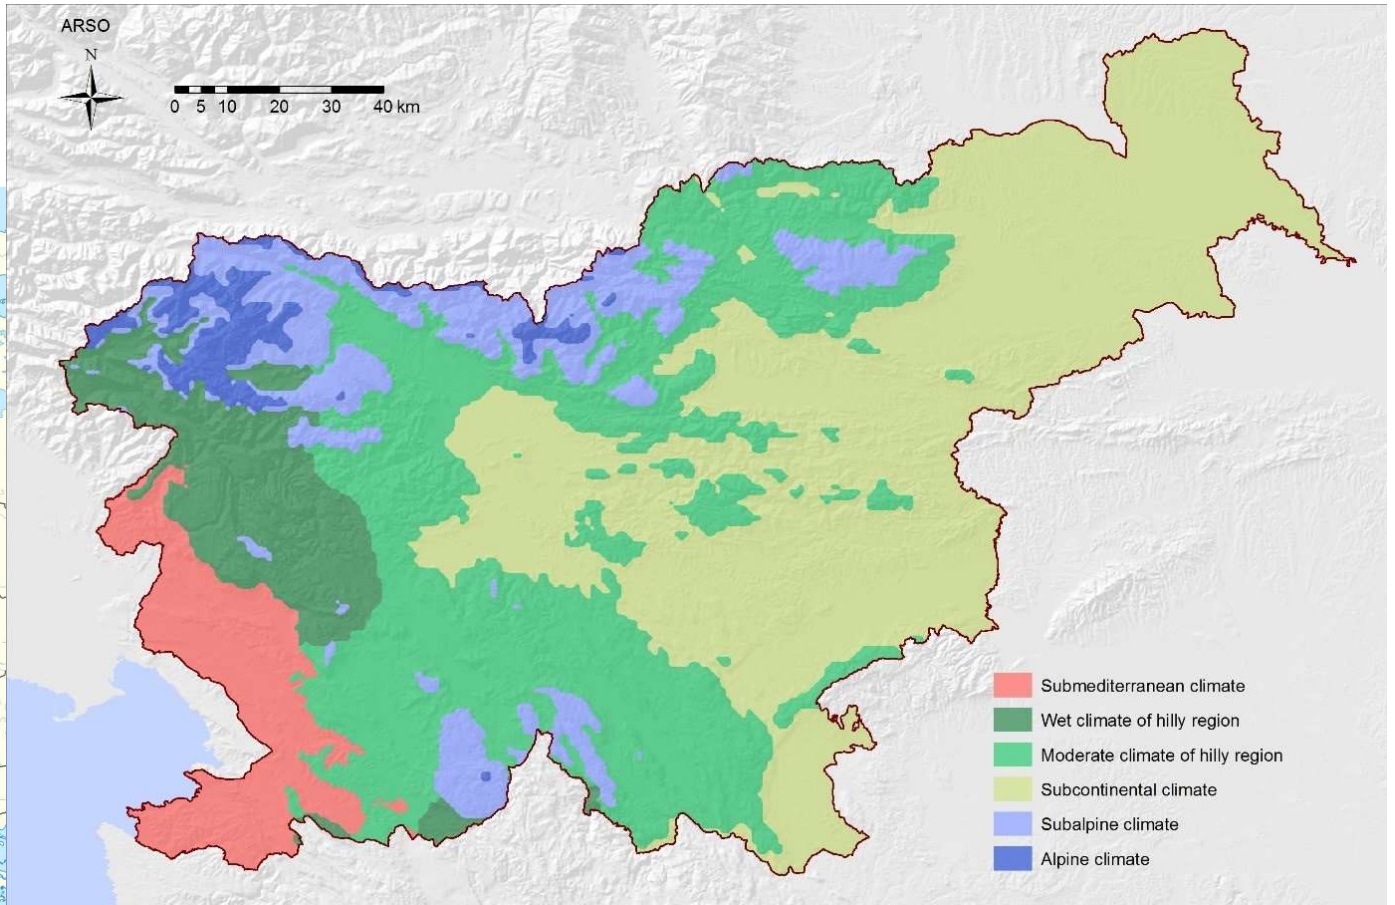 ARSO
N
0 5 10 20 30 40 km
Submediterranean climate
Wet climate of hilly region
Moderate climate of hilly region
Subcontinental climate
Subalpine climate
Alpine climate